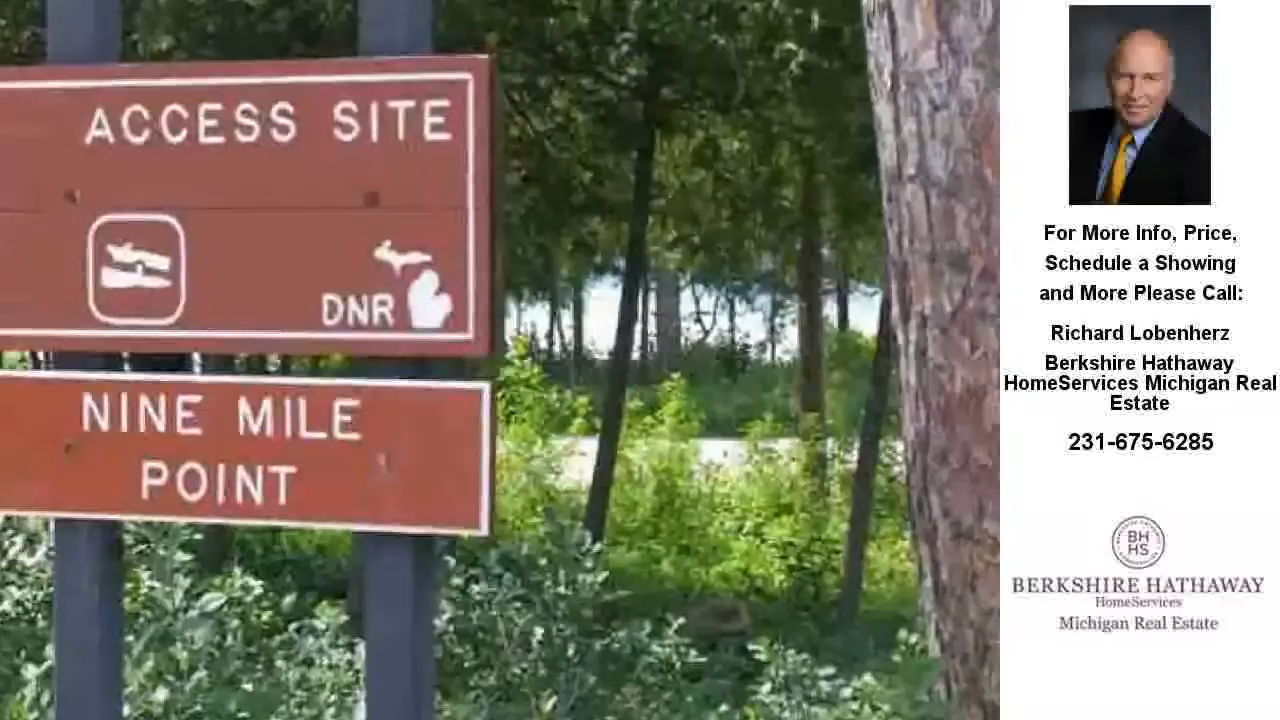 ACCESS SITE
DNR
NINE MILE
POINT
For More Info, Price,
Schedule a Showing
and More Please Call:
Richard Lobenherz
Berkshire Hathaway
HomeServices Michigan Real
Estate
231-675-6285
BH
HS
BERKSHIRE HATHAWAY
HomeServices
Michigan Real Estate